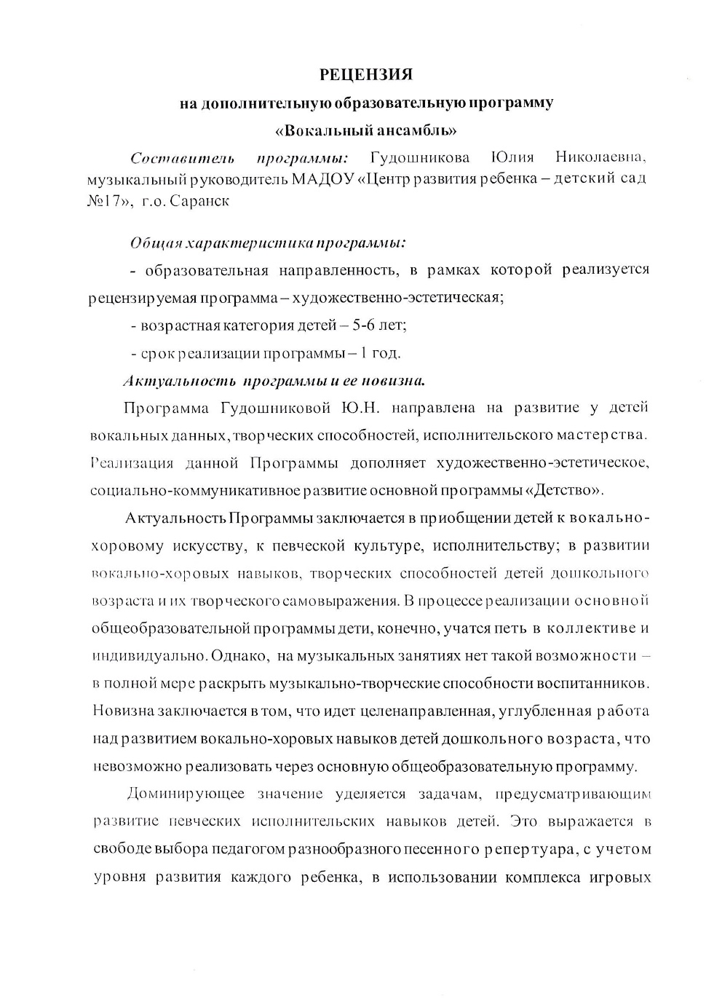 РЕЦЕНЗИЯ
на дополнительную образовательную программу
«Вокальный ансамбль»
Составитель программы: Гудошникова Юлия Николаевна,
музыкальный руководитель МАДОУ «Центр развития ребенка – детский сад
№17», г.о. Саранск
Общая характеристика программы:
- образовательная направленность, в рамках которой реализуется
рецензируемая программа – художественно-эстетическая;
- возрастная категория детей – 5-6 лет;
- срок реализации программы – 1 год.
Актуальность программы и ее новизна.
Программа Гудошниковой Ю.Н. направлена на развитие у детей
вокальных данных, творческих способностей, исполнительского мастерства.
Реализация данной Программы дополняет художественно-эстетическое,
социально-коммуникативное развитие основной программы «Детство».
Актуальность Программы заключается в приобщении детей к вокально-
хоровому искусству, к певческой культуре, исполнительству; в развитии
вокально-хоровых навыков, творческих способностей детей дошкольного
возраста и их творческого самовыражения. В процессе реализации основной
общеобразовательной программы дети, конечно, учатся петь в коллективе и
индивидуально. Однако, на музыкальных занятиях нет такой возможности –
в полной мере раскрыть музыкально-творческие способности воспитанников.
Новизна заключается в том, что идет целенаправленная, углубленная работа
над развитием вокально-хоровых навыков детей дошкольного возраста, что
невозможно реализовать через основную общеобразовательную программу.
Доминирующее значение уделяется задачам, предусматривающим
развитие певческих исполнительских навыков детей. Это выражается в
свободе выбора педагогом разнообразного песенного репертуара, с учетом
уровня развития каждого ребенка, в использовании комплекса игровых